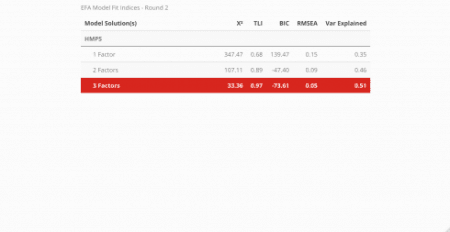 EFA Model Fit Indices - Round 2
Model Solution(s) X² TLI BIC RMSEA Var Explained
HMPS
1 Factor 347.47 0.68 139.47 0.15 0.35
2 Factors 107.11 0.89 -47.40 0.09 0.46
3 Factors 33.36 0.97 -73.61 0.05 0.51